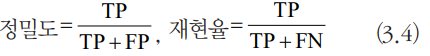 정밀도 = TP / (TP + FP), 재현율 = TP / (TP + FN) (3.4)